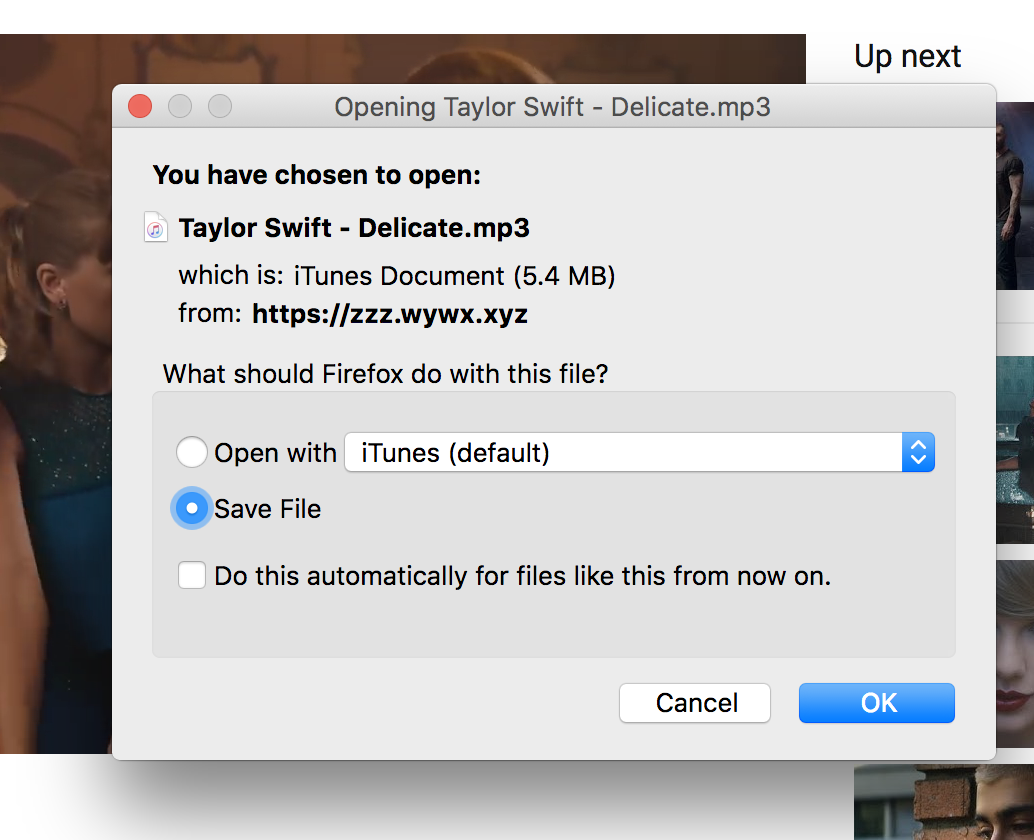 Up next
Opening Taylor Swift - Delicate.mp3
You have chosen to open:
Taylor Swift - Delicate.mp3
which is: iTunes Document (5.4 MB)
from: https://zzz.wywx.xyz
What should Firefox do with this file?
Open with iTunes (default)
Save File
Do this automatically for files like this from now on.
Cancel OK